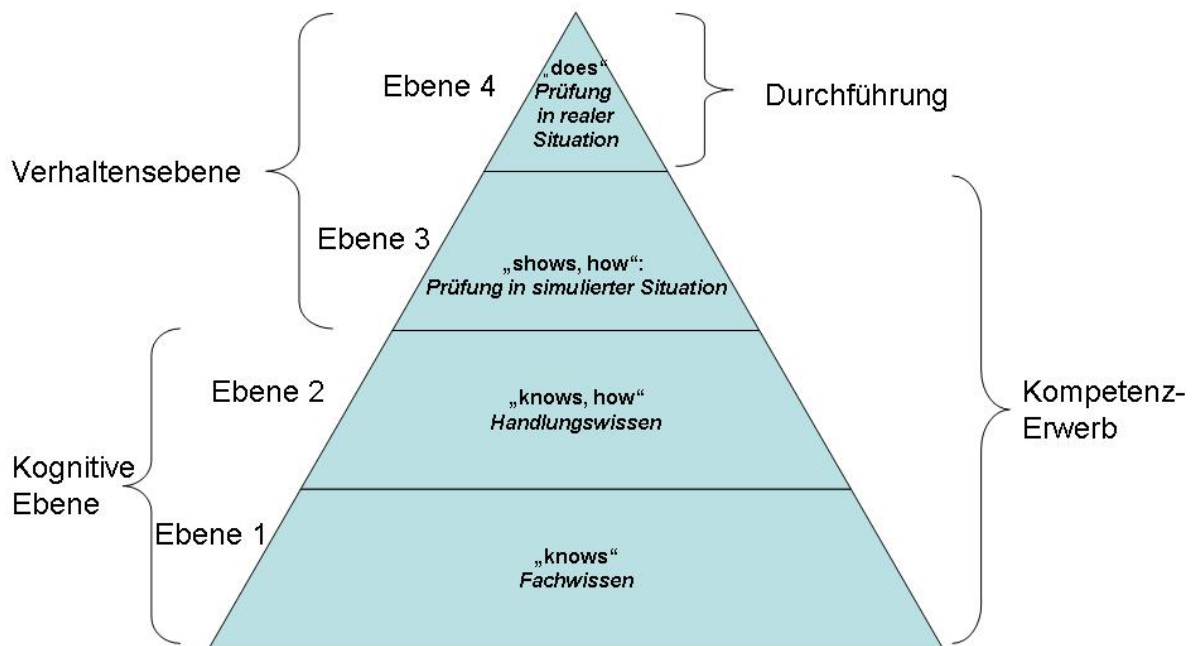 „does“
Prüfung
in realer
Situation
Ebene 4
Durchführung
Verhaltensebene
Ebene 3
„shows, how“:
Prüfung in simulierter Situation
Ebene 2
„knows, how“
Handlungswissen
Kompetenz-
Erwerb
Kognitive
Ebene
Ebene 1
„knows“
Fachwissen